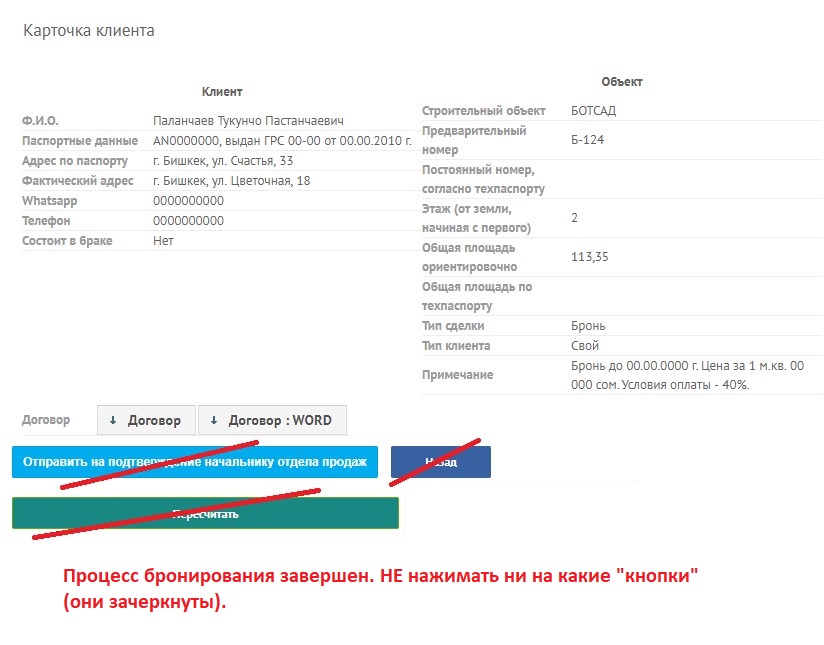 Карточка клиента
Клиент
Ф.И.О. Паланчаев Тукунчо Пастанчаевич
Паспортные данные AN0000000, выдан ГРС 00-00 от 00.00.2010 г.
Адрес по паспорту г. Бишкек, ул. Счастья, 33
Фактический адрес г. Бишкек, ул. Цветочная, 18
Whatsapp 0000000000
Телефон 0000000000
Состоит в браке Нет
Объект
Строительный объект БОТСАД
Предварительный
номер Б-124
Постоянный номер,
согласно техпаспорту
Этаж (от земли,
начиная с первого) 2
Общая площадь
ориентировочно 113,35
Общая площадь по
техпаспорту
Тип сделки Бронь
Тип клиента Свой
Примечание Бронь до 00.00.0000 г. Цена за 1 м.кв. 00
000 сом. Условия оплаты - 40%.
Договор Договор Договор : WORD
Отправить на подтверждение начальнику отдела продаж Назад
Пересчитать
Процесс бронирования завершен. НЕ нажимать ни на какие "кнопки"
(они зачеркнуты).